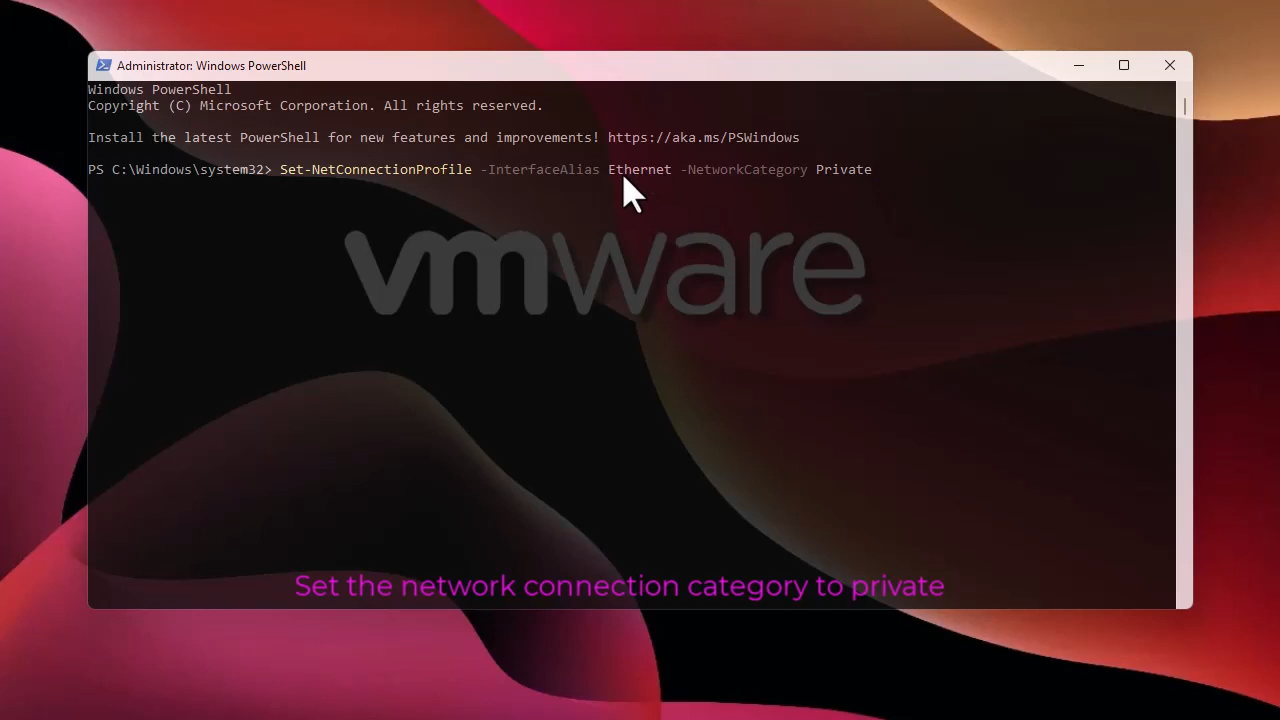 Administrator: Windows PowerShell
Windows PowerShell
Copyright (C) Microsoft Corporation. All rights reserved.
Install the latest PowerShell for new features and improvements! https://aka.ms/PSWindows
PS C:\Windows\system32> Set-NetConnectionProfile -InterfaceAlias Ethernet -NetworkCategory Private
vmware
Set the network connection category to private